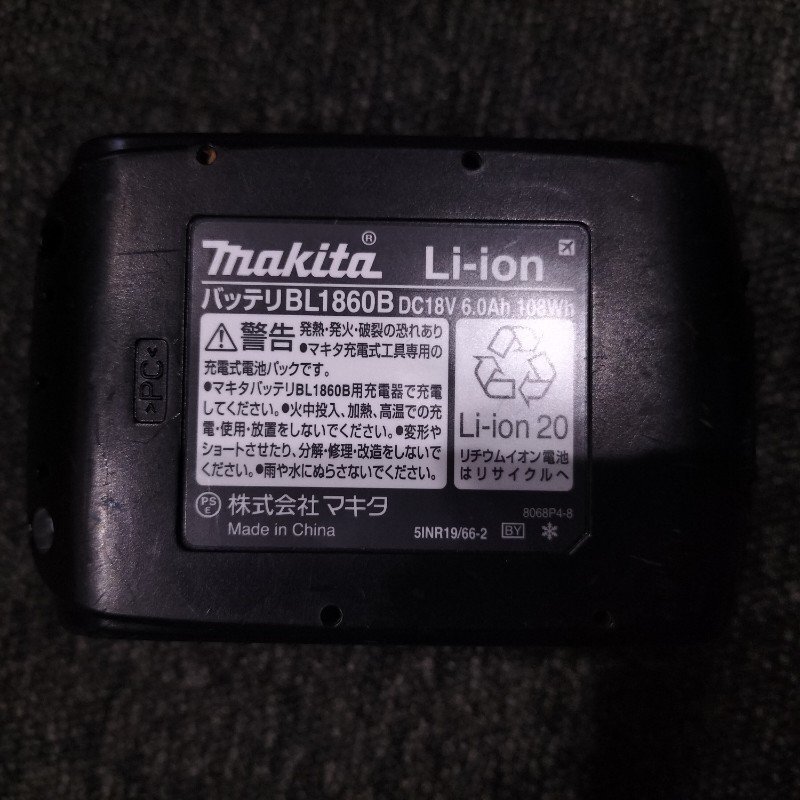 makita® Li-ion
バッテリBL1860B DC18V 6.0Ah 108Wh
警告 発熱・発火・破裂の恐れあり
●マキタ充電式工具専用の
充電式電池パックです。
●マキタバッテリBL1860B用充電器で充電
してください。●火中投入、加熱、高温での充
電・使用・放置をしないでください。●変形や
ショートさせたり、分解・修理・改造をしないで
ください。●雨や水にぬらさないでください。
Li-ion 20
リチウムイオン電池
はリサイクルへ
PSE 株式会社 マキタ
Made in China
8068P4-8
5INR19/66-2 BY
>PC<